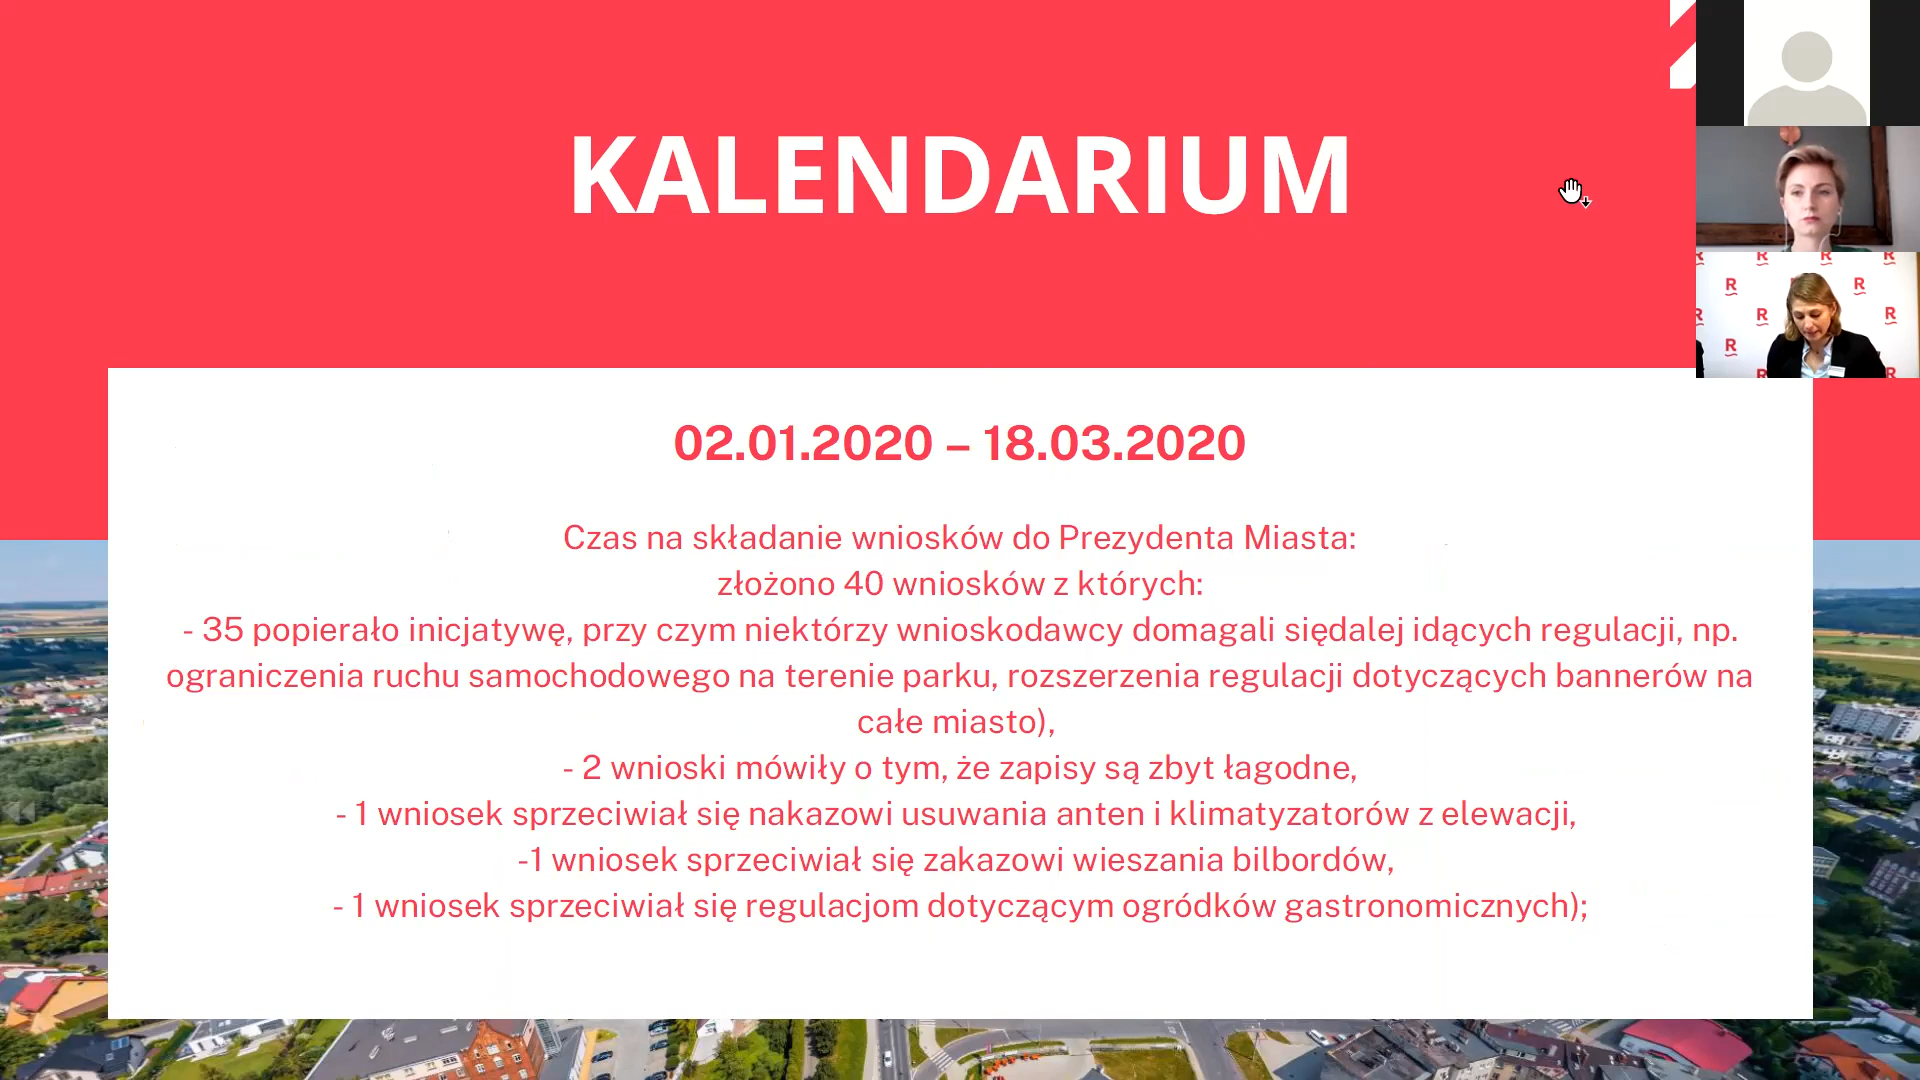 KALENDARIUM
02.01.2020 – 18.03.2020
Czas na składanie wniosków do Prezydenta Miasta:
złożono 40 wniosków z których:
- 35 popierało inicjatywę, przy czym niektórzy wnioskodawcy domagali siędalej idących regulacji, np.
ograniczenia ruchu samochodowego na terenie parku, rozszerzenia regulacji dotyczących bannerów na
całe miasto),
- 2 wnioski mówiły o tym, że zapisy są zbyt łagodne,
- 1 wniosek sprzeciwiał się nakazowi usuwania anten i klimatyzatorów z elewacji,
-1 wniosek sprzeciwiał się zakazowi wieszania bilbordów,
- 1 wniosek sprzeciwiał się regulacjom dotyczącym ogródków gastronomicznych);
R R R R
R R
R R R
R
R R